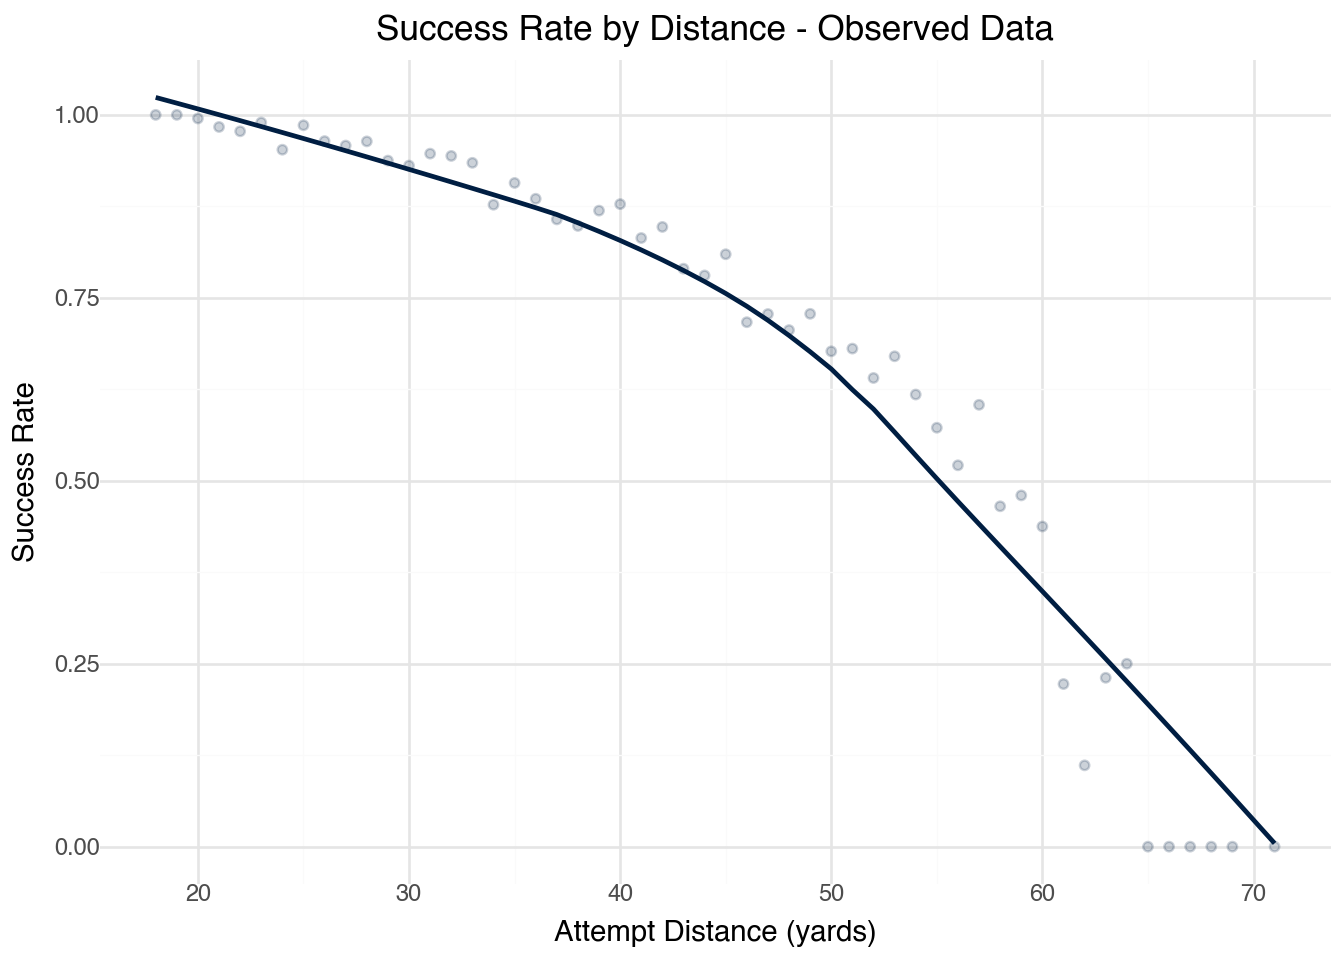 Success Rate by Distance - Observed Data
1.00
0.75
0.50
0.25
0.00
Success Rate
20 30 40 50 60 70
Attempt Distance (yards)